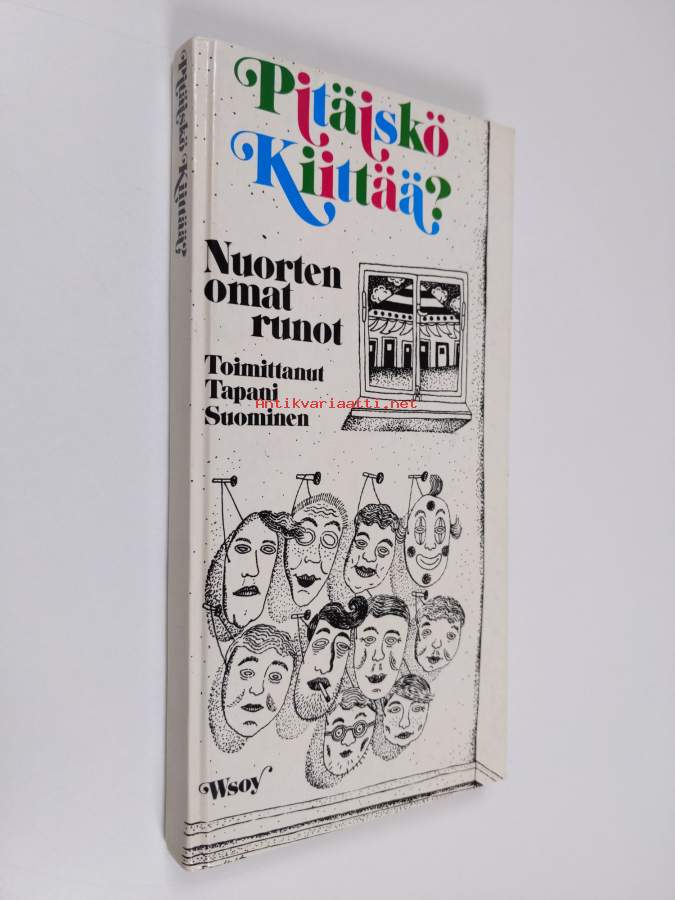 Pitäiskö Kiittää?
Pitäiskö
Kiittää?
Nuorten
omat
runot
Toimittanut
Tapani
Antikvariaatti.net
Suominen
Wsoy